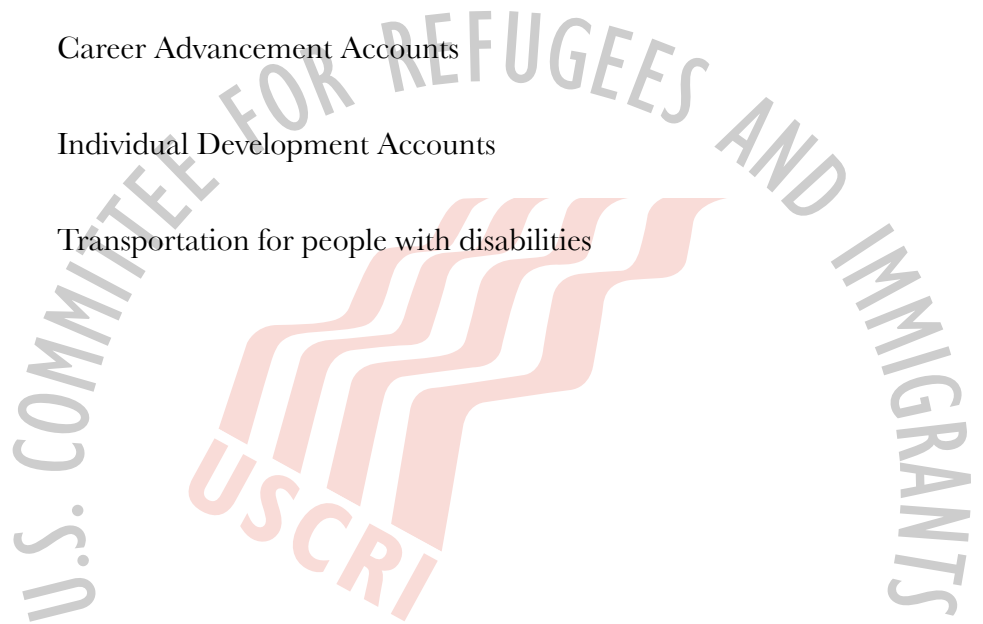 Career Advancement Accounts
Individual Development Accounts
Transportation for people with disabilities
U.S. COMMITTEE FOR REFUGEES AND IMMIGRANTS
USCRI